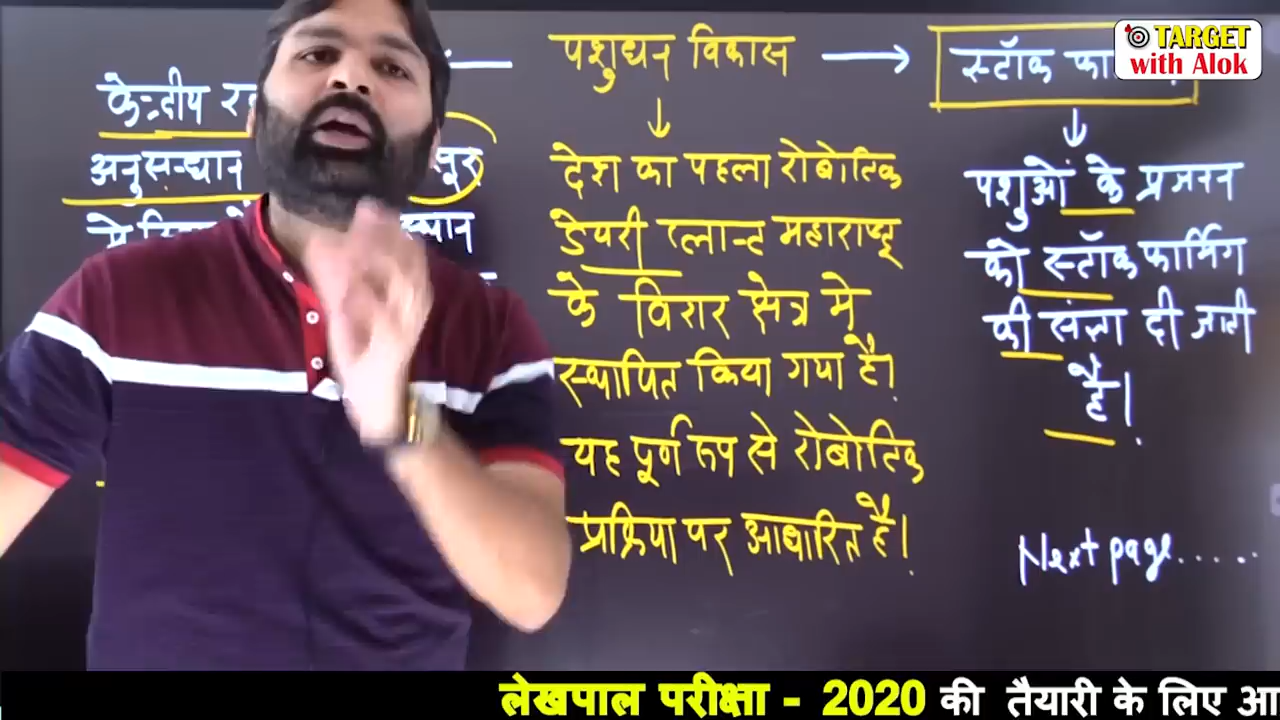 केन्द्रीय
अनुसन्धान
पशुधन विकास
देश का पहला रोबोटिक
डेयरी प्लान्ट महाराष्ट्र
के विरार क्षेत्र में
स्थापित किया गया है।
यह पूर्ण रूप से रोबोटिक
प्रक्रिया पर आधारित है।
स्टॉक
पशुओं के प्रजनन
को स्टॉक फार्मिंग
की संज्ञा दी जाती
है।
Next page......
TARGET
with Alok
लेखपाल परीक्षा - 2020 की तैयारी के लिए आ